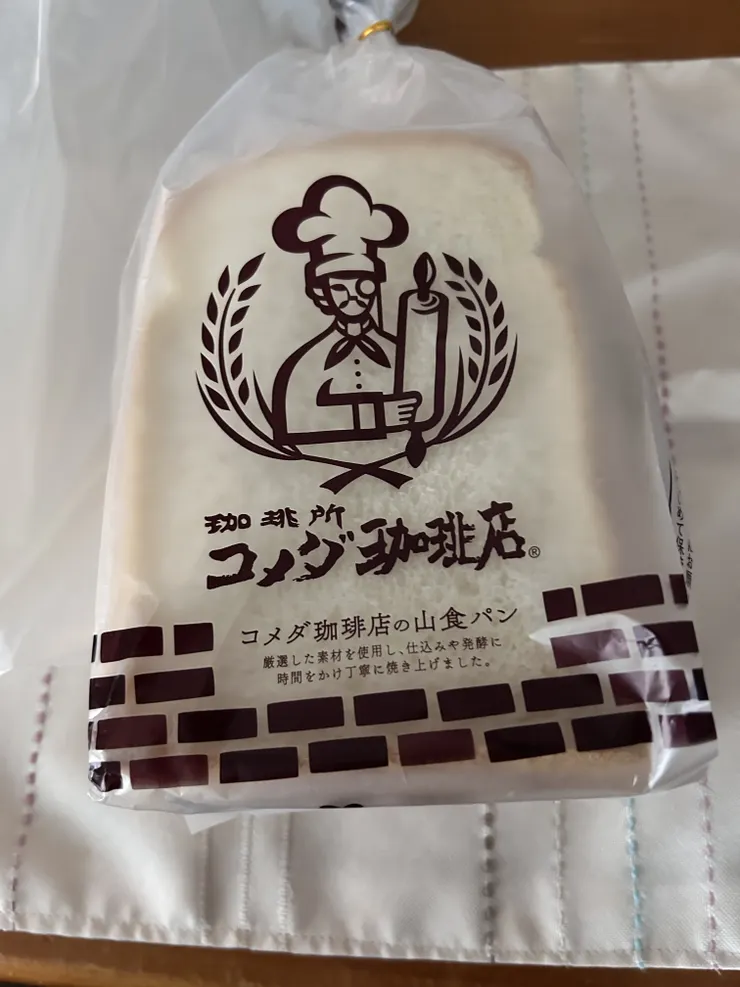 珈琲所
コメダ珈琲店®
コメダ珈琲店の山食パン
厳選した素材を使用し、仕込みや発酵に
時間をかけ丁寧に焼き上げました。